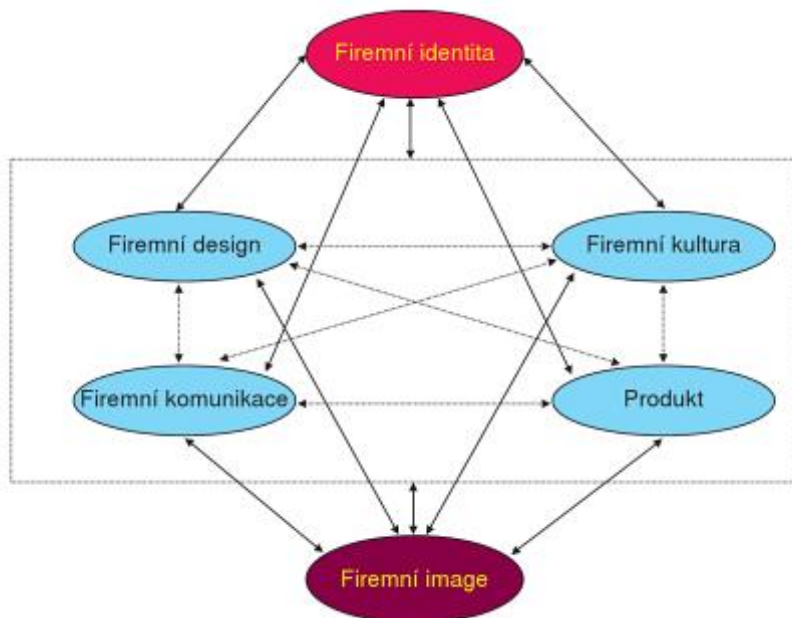 Firemní identita
Firemní design
Firemní kultura
Firemní komunikace
Produkt
Firemní image